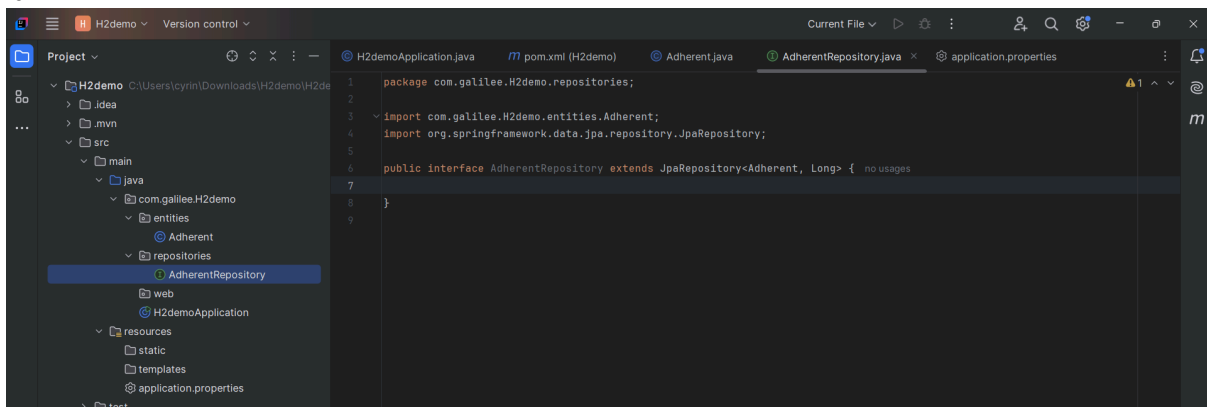 H H2demo Version control Current File
Project
H2demoApplication.java m pom.xml (H2demo) Adherent.java AdherentRepository.java application.properties
H2demo C:\Users\cyrin\Downloads\H2demo\H2de
.idea
.mvn
src
main
java
com.galilee.H2demo
entities
Adherent
repositories
AdherentRepository
web
H2demoApplication
resources
static
templates
application.properties
test
1 package com.galilee.H2demo.repositories;
2
3 import com.galilee.H2demo.entities.Adherent;
4 import org.springframework.data.jpa.repository.JpaRepository;
5
6 public interface AdherentRepository extends JpaRepository<Adherent, Long> { no usages
7
8 }
9
1
m